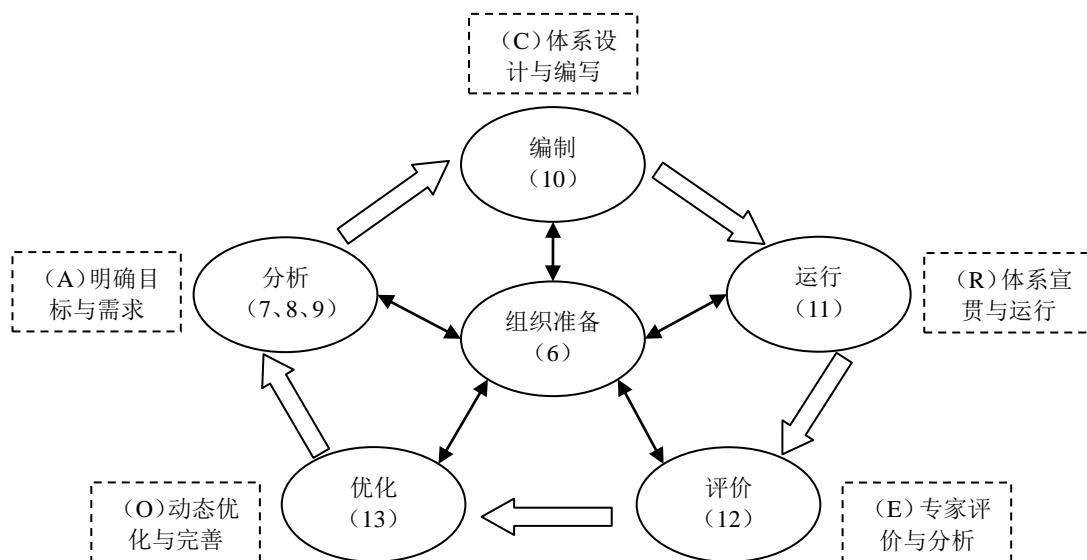 (C)体系设
计与编写
编制
(10)
(A)明确目
标与需求
分析
(7、8、9)
运行
(11)
(R)体系宣
贯与运行
组织准备
(6)
(O)动态优
化与完善
优化
(13)
评价
(12)
(E)专家评
价与分析